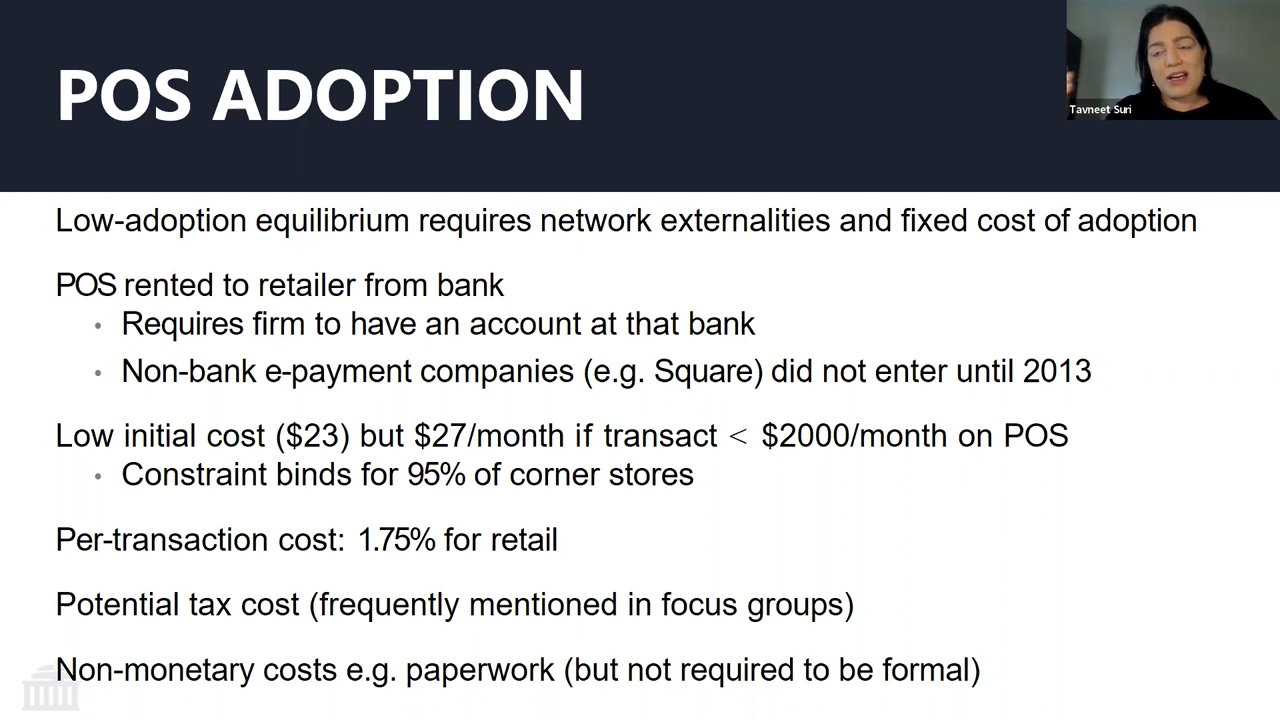 POS ADOPTION
Tavneet Suri
Low-adoption equilibrium requires network externalities and fixed cost of adoption
POS rented to retailer from bank
• Requires firm to have an account at that bank
• Non-bank e-payment companies (e.g. Square) did not enter until 2013
Low initial cost ($23) but $27/month if transact < $2000/month on POS
• Constraint binds for 95% of corner stores
Per-transaction cost: 1.75% for retail
Potential tax cost (frequently mentioned in focus groups)
Non-monetary costs e.g. paperwork (but not required to be formal)